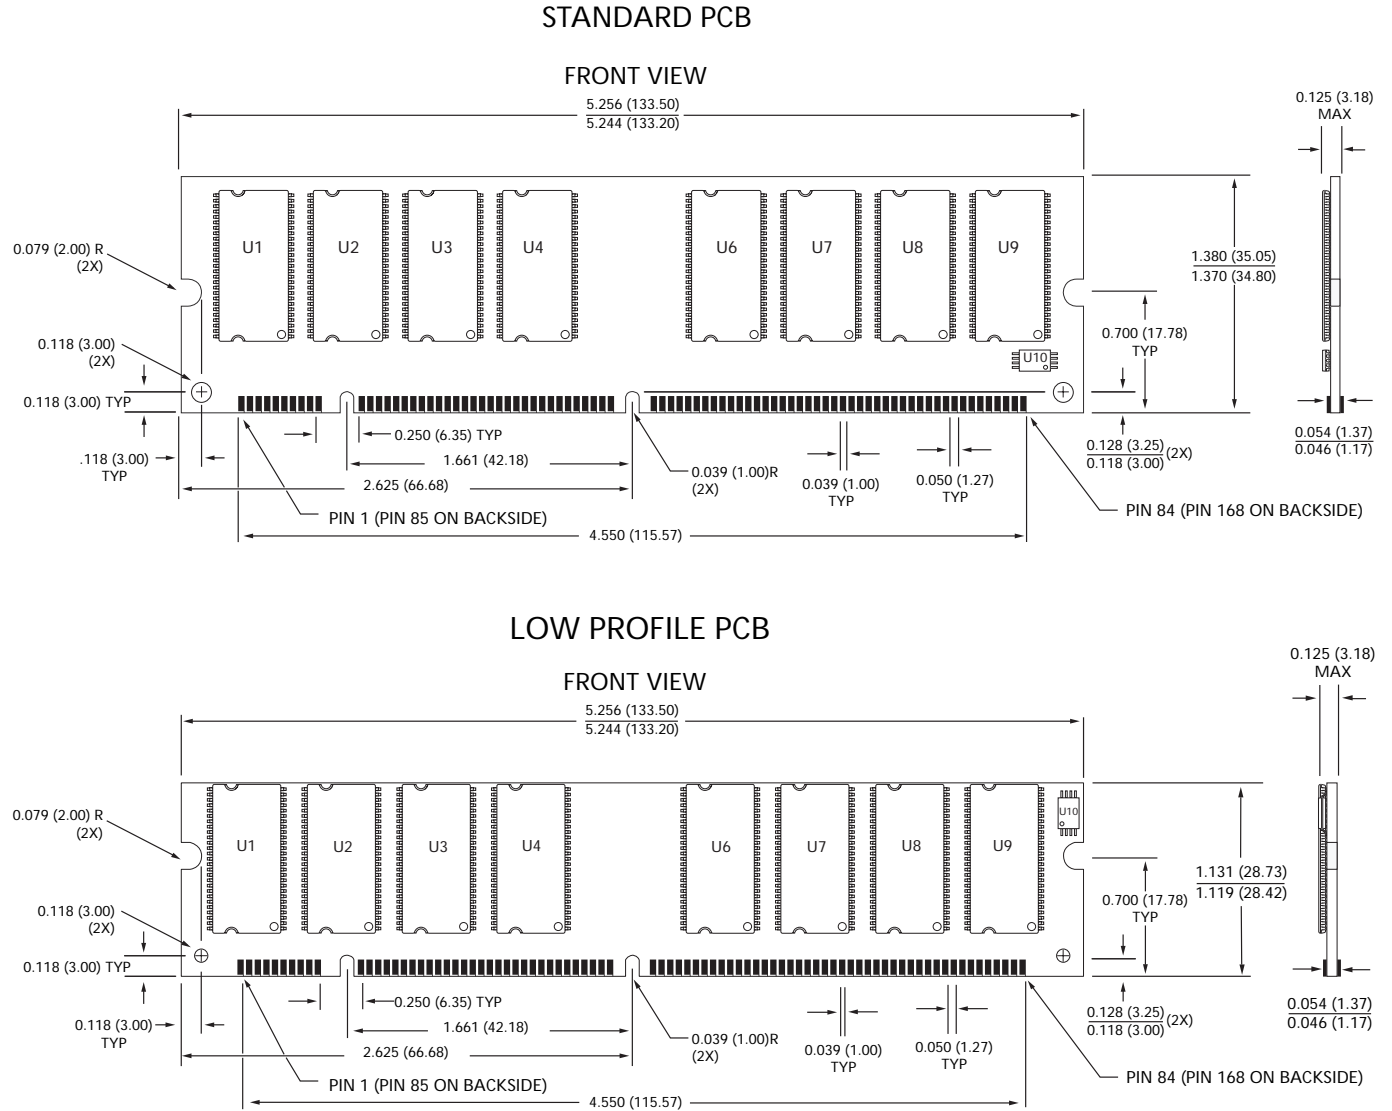 STANDARD PCB
FRONT VIEW
5.256 (133.50)
5.244 (133.20)
0.125 (3.18)
MAX
U1
U2
U3
U4
U6
U7
U8
U9
0.079 (2.00) R
(2X)
1.380 (35.05)
1.370 (34.80)
0.118 (3.00)
(2X)
0.700 (17.78)
TYP
U10
0.118 (3.00) TYP
0.250 (6.35) TYP
.118 (3.00)
TYP
1.661 (42.18)
2.625 (66.68)
0.039 (1.00)R
(2X)
0.039 (1.00)
TYP
0.050 (1.27)
TYP
0.128 (3.25)
0.118 (3.00)
(2X)
0.054 (1.37)
0.046 (1.17)
PIN 1 (PIN 85 ON BACKSIDE)
PIN 84 (PIN 168 ON BACKSIDE)
4.550 (115.57)
LOW PROFILE PCB
FRONT VIEW
5.256 (133.50)
5.244 (133.20)
0.125 (3.18)
MAX
0.079 (2.00) R
(2X)
U10
U1
U2
U3
U4
U6
U7
U8
U9
1.131 (28.73)
1.119 (28.42)
0.118 (3.00)
(2X)
0.700 (17.78)
TYP
0.118 (3.00) TYP
0.250 (6.35) TYP
0.118 (3.00)
TYP
1.661 (42.18)
2.625 (66.68)
0.039 (1.00)R
(2X)
0.039 (1.00)
TYP
0.050 (1.27)
TYP
0.128 (3.25)
0.118 (3.00)
(2X)
0.054 (1.37)
0.046 (1.17)
PIN 1 (PIN 85 ON BACKSIDE)
PIN 84 (PIN 168 ON BACKSIDE)
4.550 (115.57)